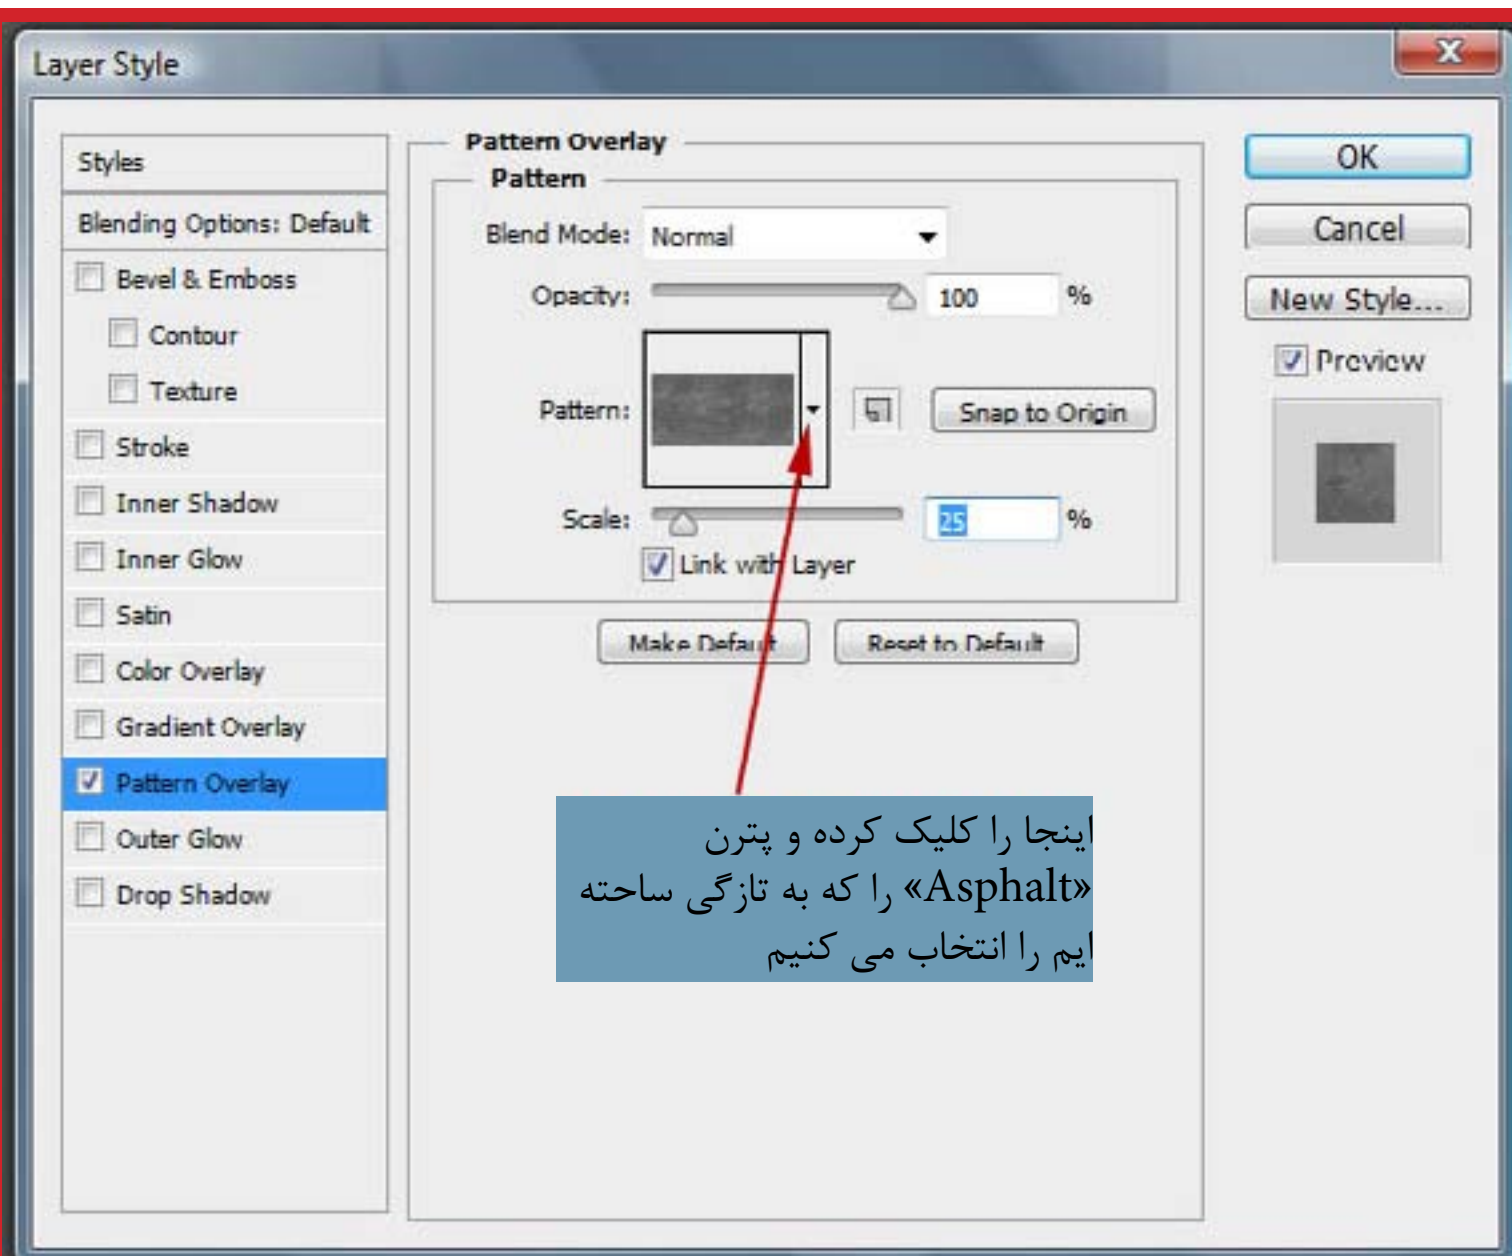 Layer Style
Styles
Blending Options: Default
Bevel & Emboss
Contour
Texture
Stroke
Inner Shadow
Inner Glow
Satin
Color Overlay
Gradient Overlay
Pattern Overlay
Outer Glow
Drop Shadow
Pattern Overlay
Pattern
Blend Mode: Normal
Opacity: 100 %
Pattern: Snap to Origin
Scale: 25 %
Link with Layer
Make Default Reset to Default
اینجا را کلیک کرده و پترن
«Asphalt» را که به تازگی ساحته
ایم را انتخاب می کنیم
OK
Cancel
New Style...
Preview